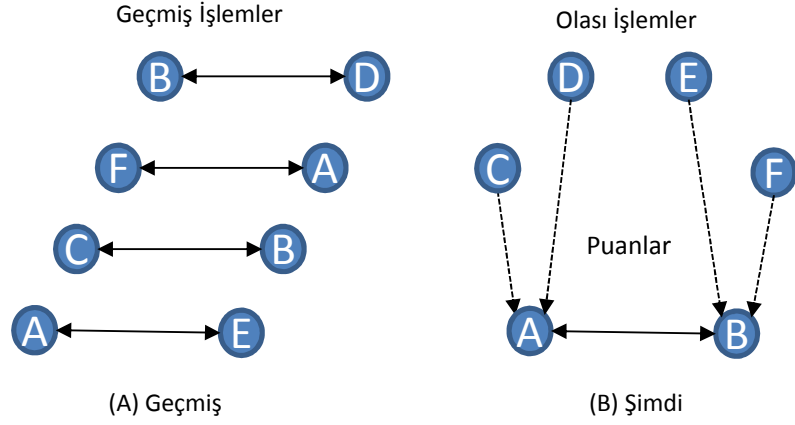 Geçmiş İşlemler
B D
F A
C B
A E
(A) Geçmiş
Olası İşlemler
D E
C F
Puanlar
A B
(B) Şimdi